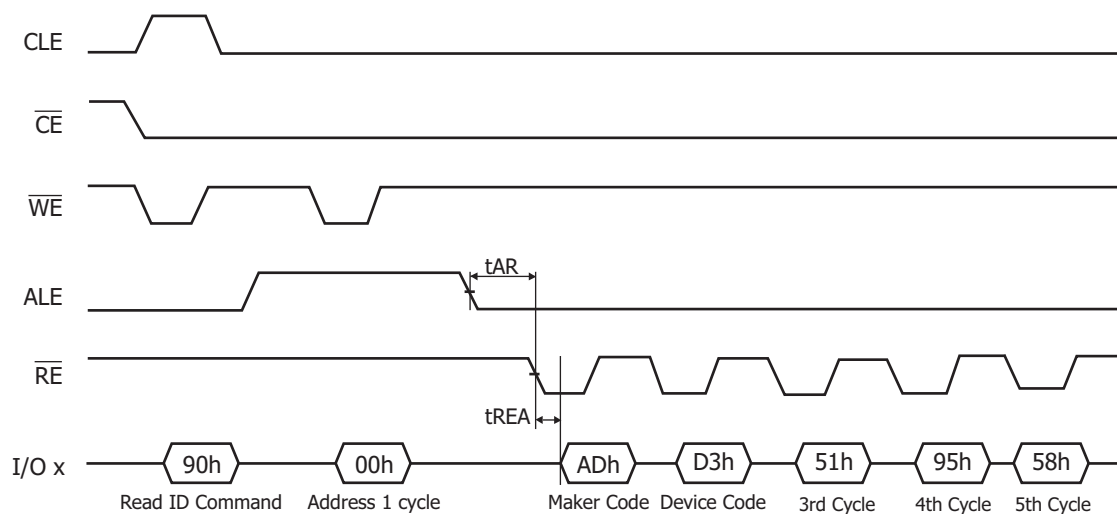 CLE
CE
WE
ALE
tAR
RE
tREA
I/O x 90h 00h ADh D3h 51h 95h 58h
Read ID Command Address 1 cycle Maker Code Device Code 3rd Cycle 4th Cycle 5th Cycle